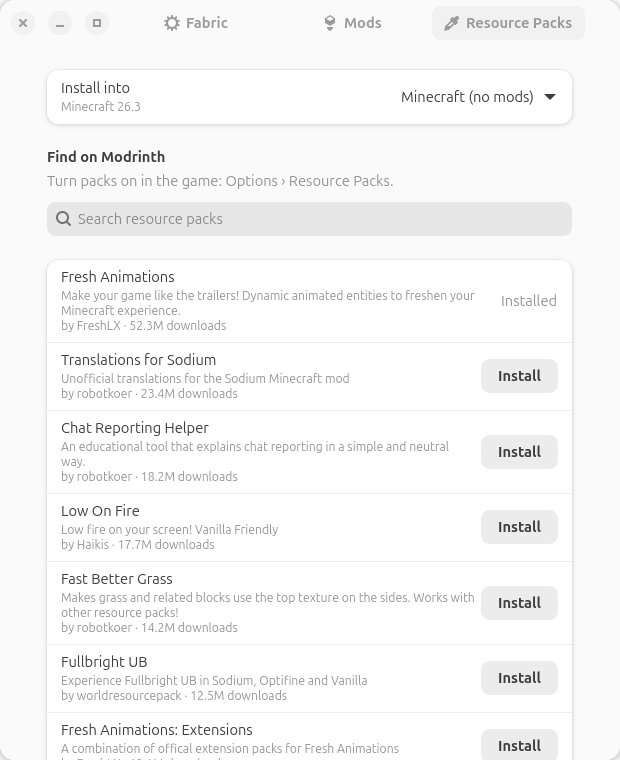 Fabric
Mods
Resource Packs
Install into
Minecraft 26.3
Minecraft (no mods)
Find on Modrinth
Turn packs on in the game: Options › Resource Packs.
Search resource packs
Fresh Animations
Make your game like the trailers! Dynamic animated entities to freshen your
Minecraft experience.
by FreshLX · 52.3M downloads
Installed
Translations for Sodium
Unofficial translations for the Sodium Minecraft mod
by robotkoer · 23.4M downloads
Install
Chat Reporting Helper
An educational tool that explains chat reporting in a simple and neutral
way.
by robotkoer · 18.2M downloads
Install
Low On Fire
Low fire on your screen! Vanilla Friendly
by Haikis · 17.7M downloads
Install
Fast Better Grass
Makes grass and related blocks use the top texture on the sides. Works with
other resource packs!
by robotkoer · 14.2M downloads
Install
Fullbright UB
Experience Fullbright UB in Sodium, Optifine and Vanilla
by worldresourcepack · 12.5M downloads
Install
Fresh Animations: Extensions
A combination of offical extension packs for Fresh Animations
Install